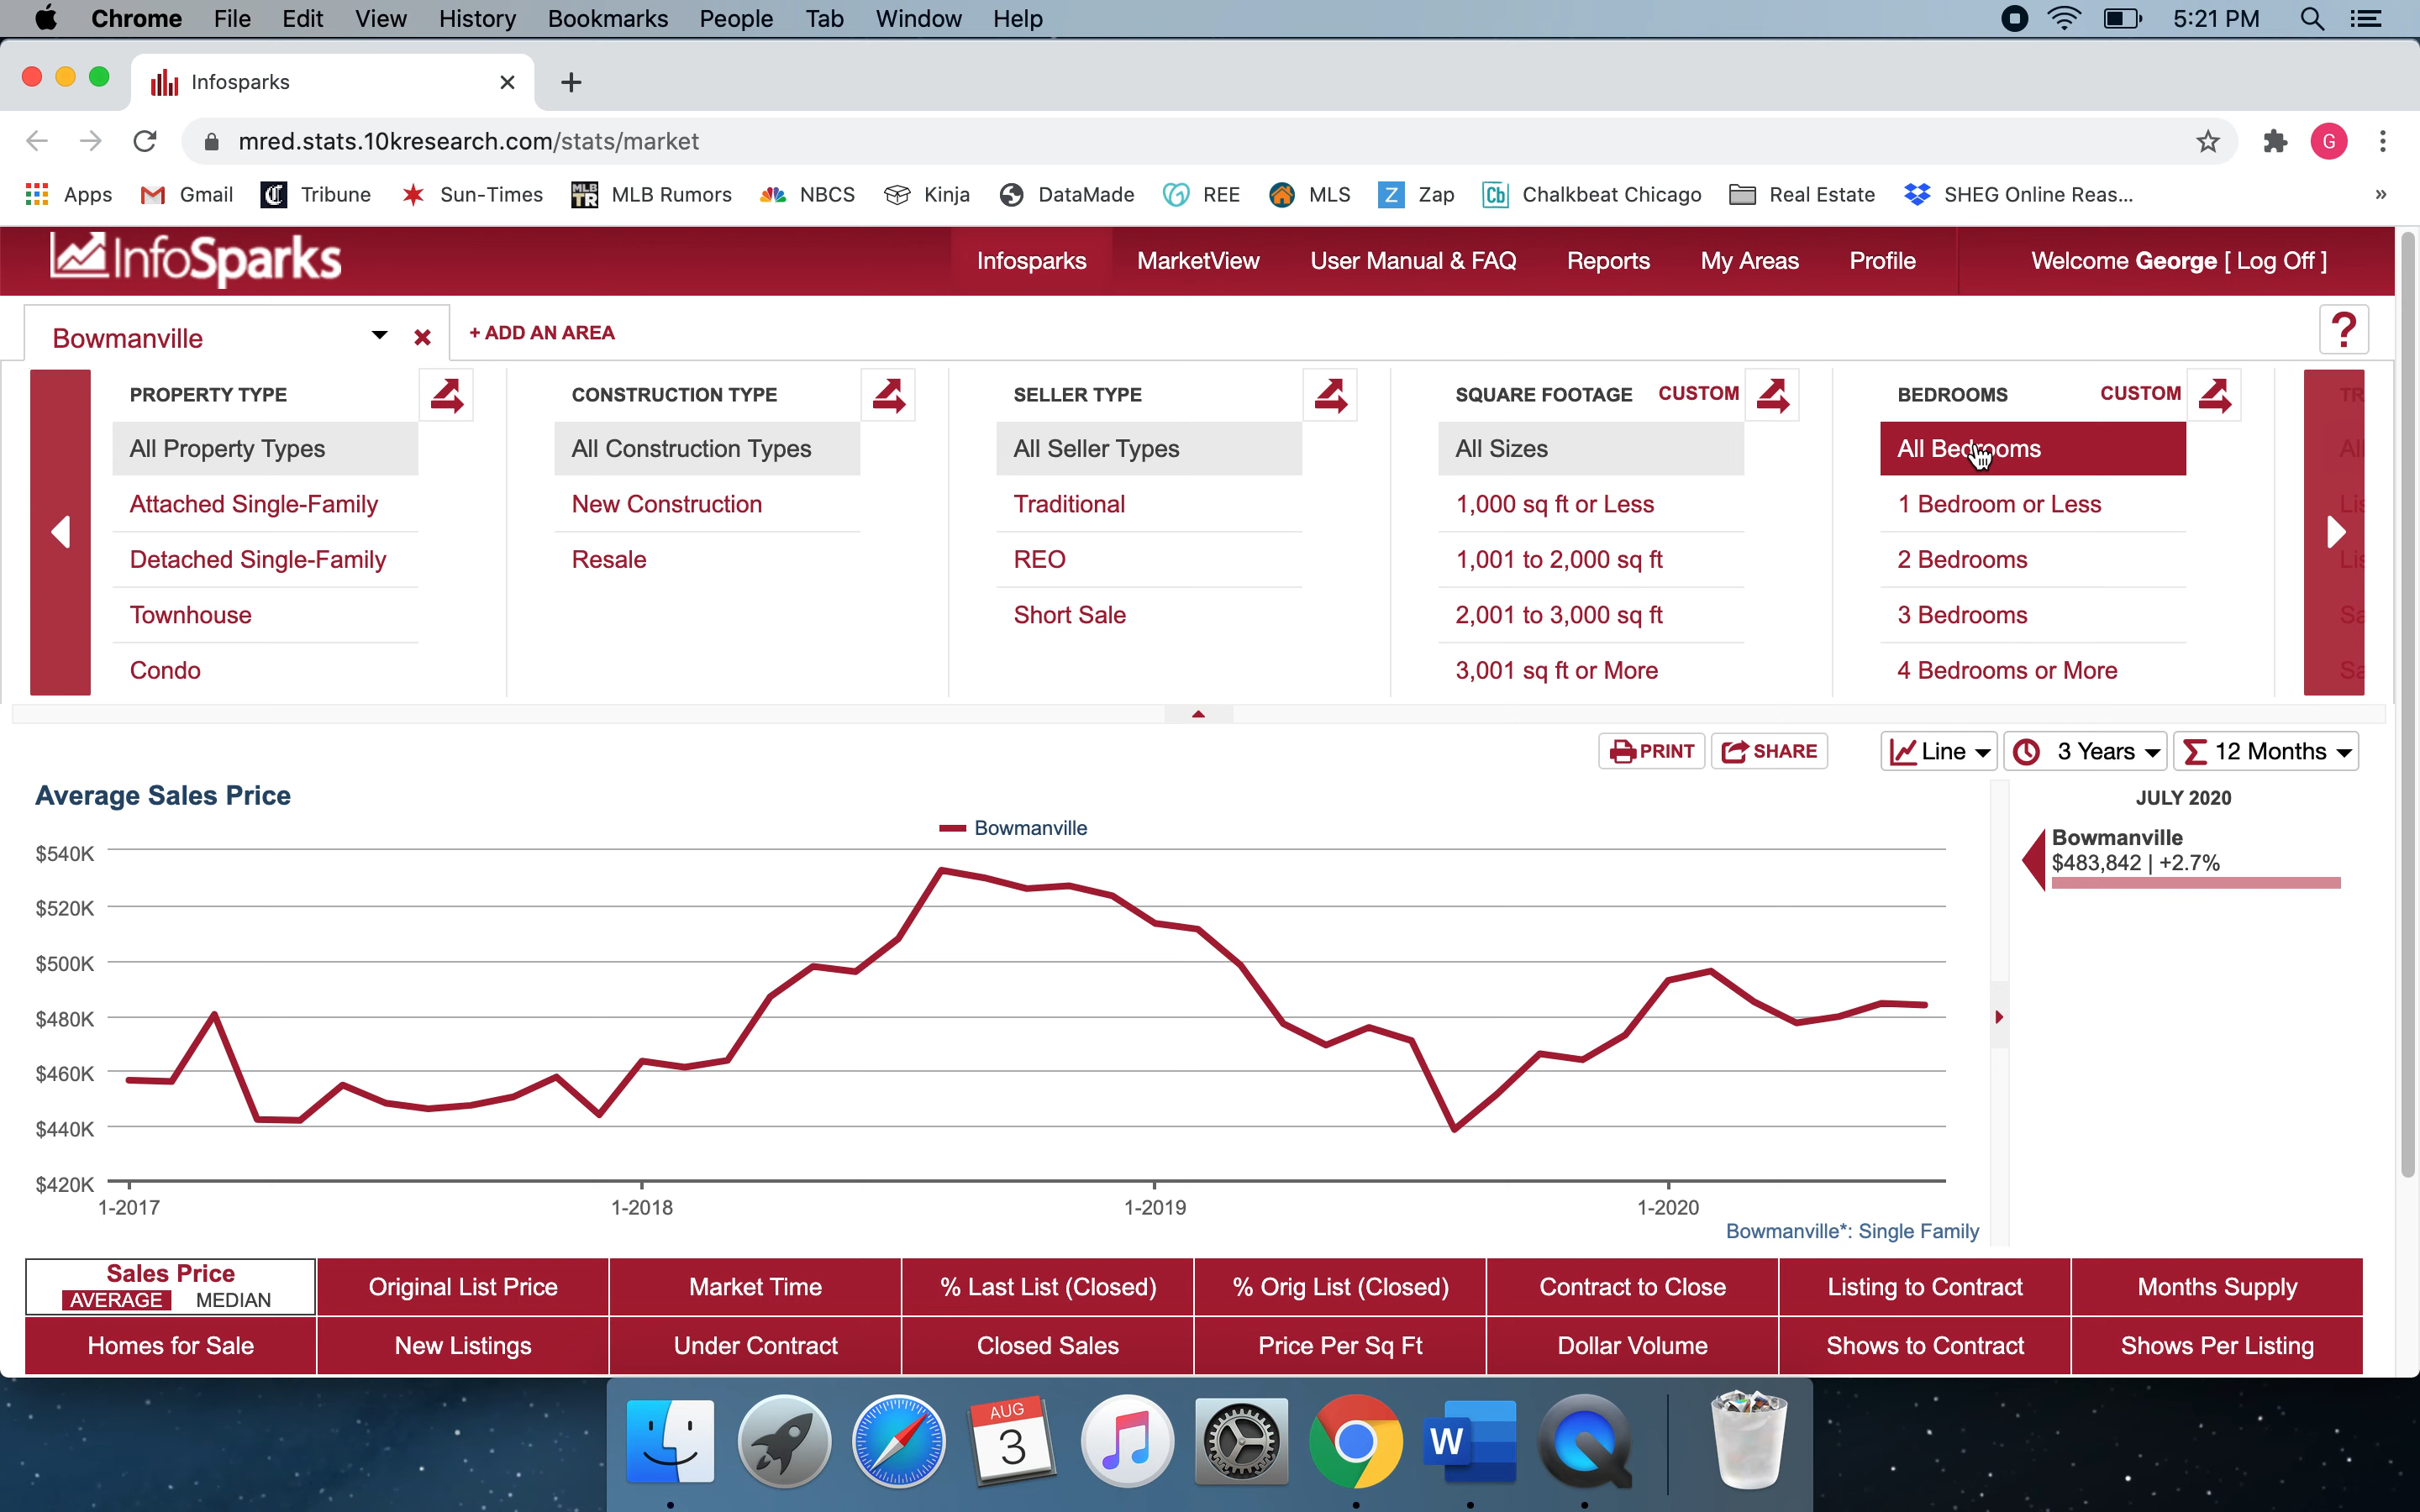 Chrome File Edit View History Bookmarks People Tab Window Help 5:21 PM
Infosparks
mred.stats.10kresearch.com/stats/market G
Apps Gmail Tribune Sun-Times MLB TR MLB Rumors NBCS Kinja DataMade REE MLS Z Zap Cb Chalkbeat Chicago Real Estate SHEG Online Reas... »
InfoSparks Infosparks MarketView User Manual & FAQ Reports My Areas Profile Welcome George [ Log Off ]
Bowmanville + ADD AN AREA ?
PROPERTY TYPE CONSTRUCTION TYPE SELLER TYPE SQUARE FOOTAGE CUSTOM BEDROOMS CUSTOM TR
All Property Types All Construction Types All Seller Types All Sizes All Bedrooms All
Attached Single-Family New Construction Traditional 1,000 sq ft or Less 1 Bedroom or Less Lis
Detached Single-Family Resale REO 1,001 to 2,000 sq ft 2 Bedrooms Lis
Townhouse Short Sale 2,001 to 3,000 sq ft 3 Bedrooms Sa
Condo 3,001 sq ft or More 4 Bedrooms or More Sa
PRINT SHARE Line 3 Years Σ 12 Months
Average Sales Price
JULY 2020
Bowmanville
Bowmanville
$483,842 | +2.7%
$540K
$520K
$500K
$480K
$460K
$440K
$420K
1-2017 1-2018 1-2019 1-2020
Bowmanville*: Single Family
Sales Price
AVERAGE MEDIAN
Original List Price Market Time % Last List (Closed) % Orig List (Closed) Contract to Close Listing to Contract Months Supply
Homes for Sale New Listings Under Contract Closed Sales Price Per Sq Ft Dollar Volume Shows to Contract Shows Per Listing
AUG
3
W